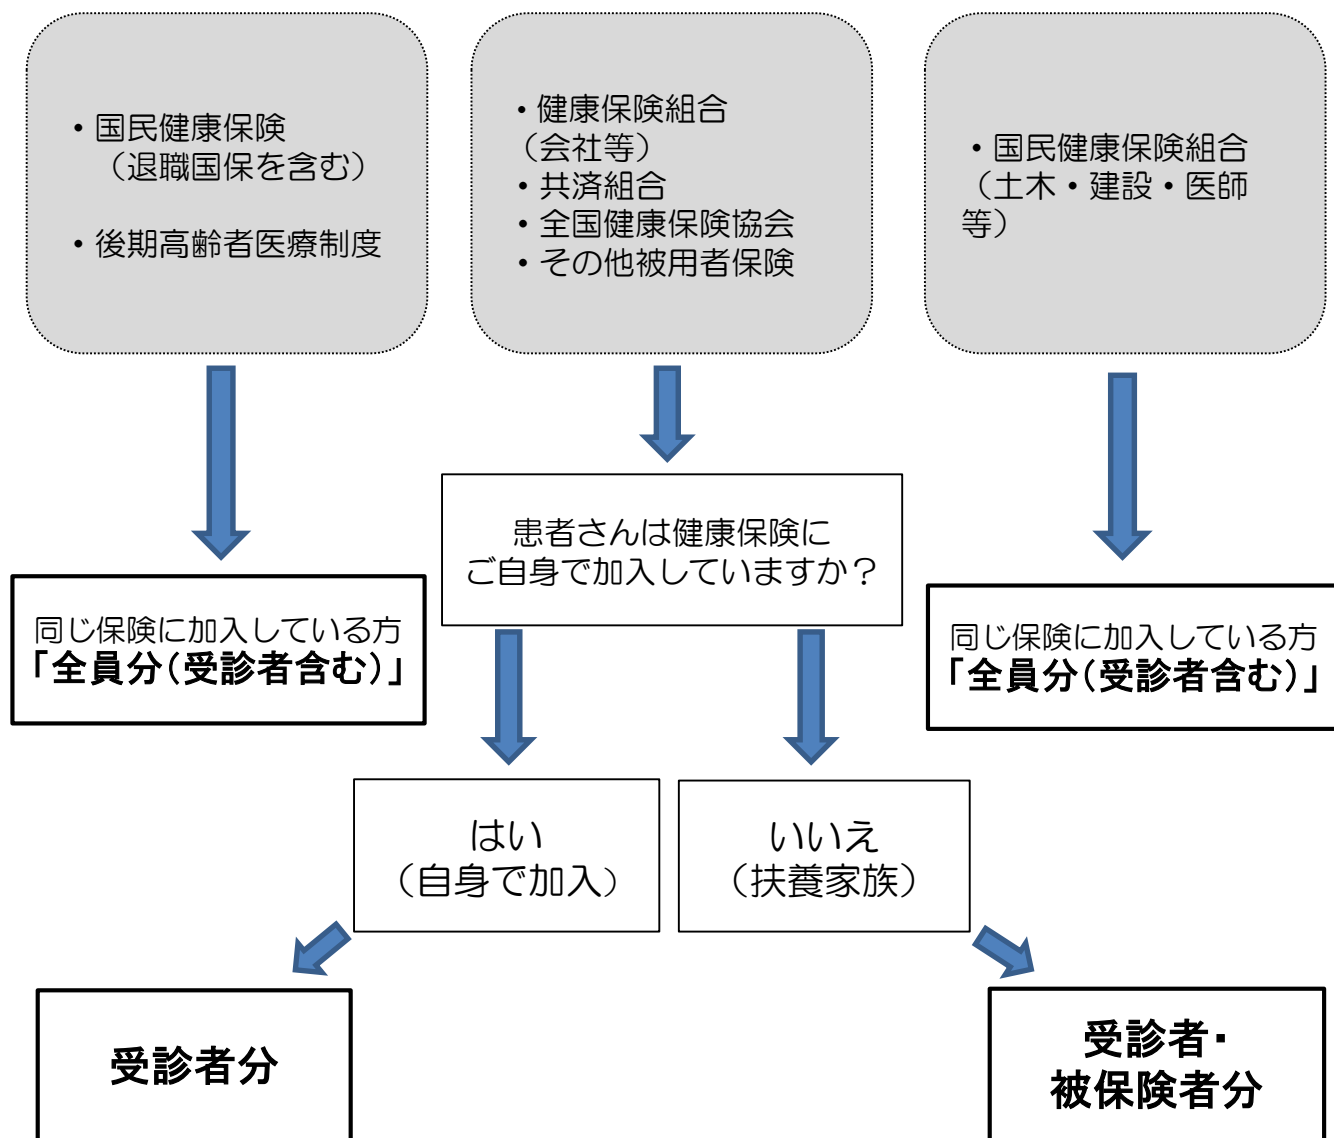 ・国民健康保険
（退職国保を含む）
・後期高齢者医療制度
・健康保険組合
（会社等）
・共済組合
・全国健康保険協会
・その他被用者保険
・国民健康保険組合
（土木・建設・医師
等）
患者さんは健康保険に
ご自身で加入していますか？
同じ保険に加入している方
「全員分（受診者含む）」
同じ保険に加入している方
「全員分（受診者含む）」
はい
（自身で加入）
いいえ
（扶養家族）
受診者分
受診者・
被保険者分